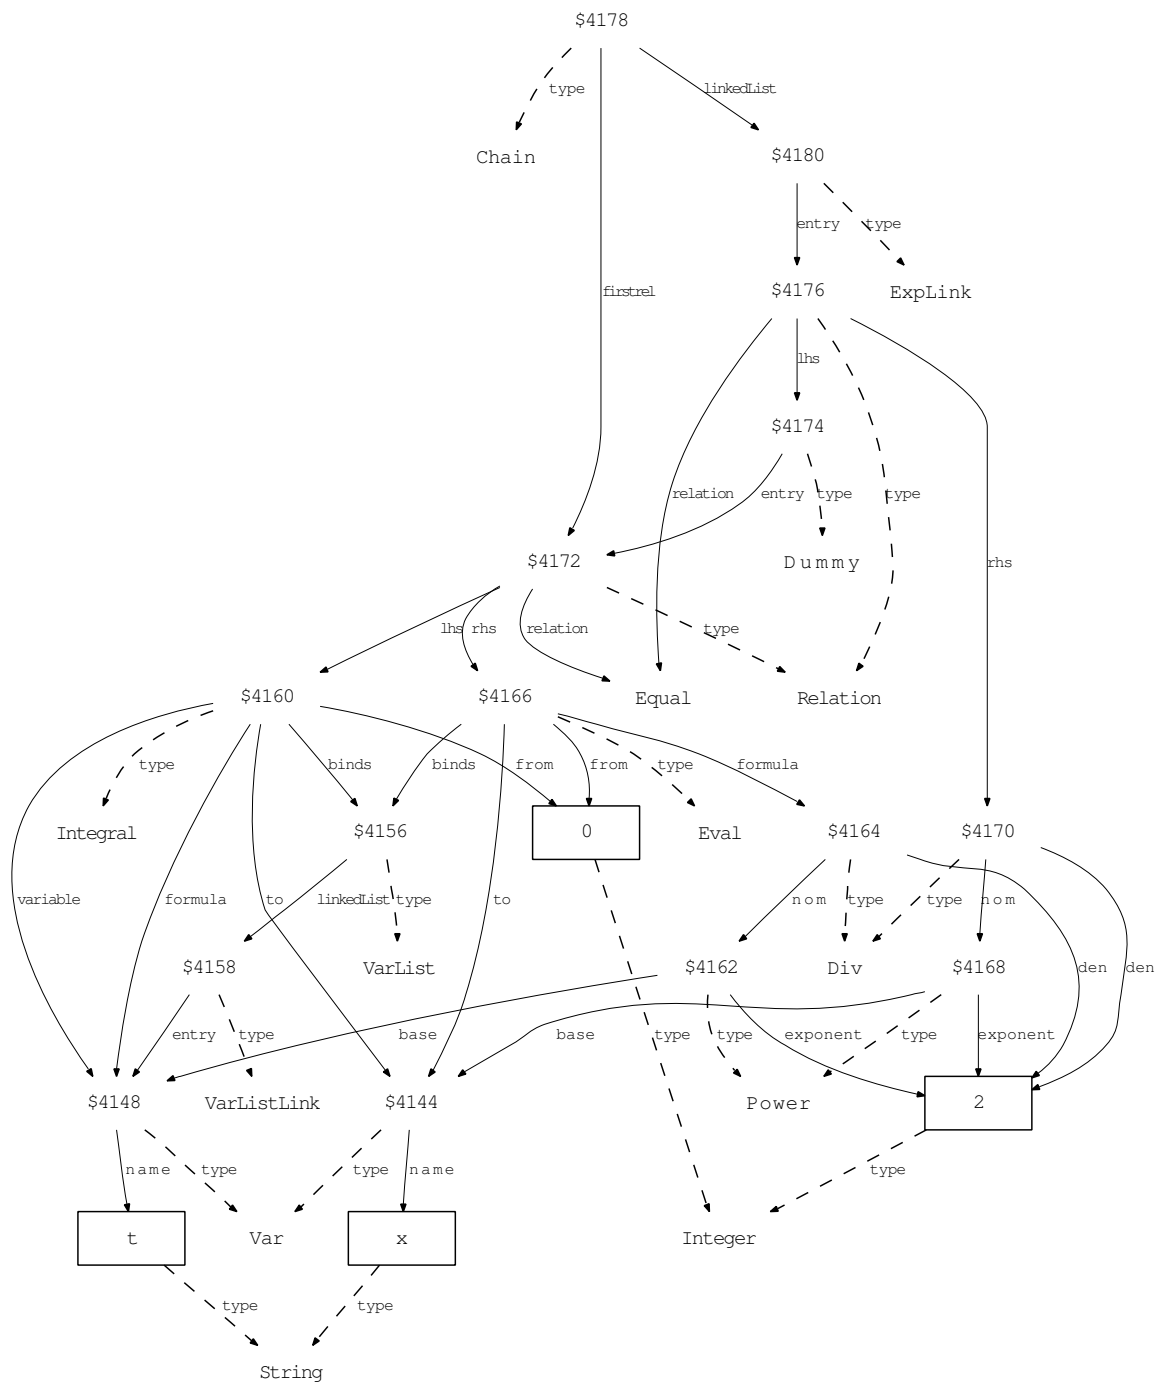 $4178
type
linkedList
Chain
$4180
entry
type
firstrel
$4176
ExpLink
lhs
$4174
relation
entry
type
type
$4172
Dummy
rhs
lhs
rhs
relation
type
$4160
$4166
Equal
Relation
type
binds
binds
from
from
type
formula
Integral
$4156
0
Eval
$4164
$4170
variable
formula
to
linkedList
type
to
nom
type
type
nom
$4158
VarList
$4162
Div
$4168
den
den
entry
type
base
base
type
type
exponent
type
exponent
$4148
VarListLink
$4144
Power
2
name
type
type
name
type
t
Var
x
Integer
type
type
String